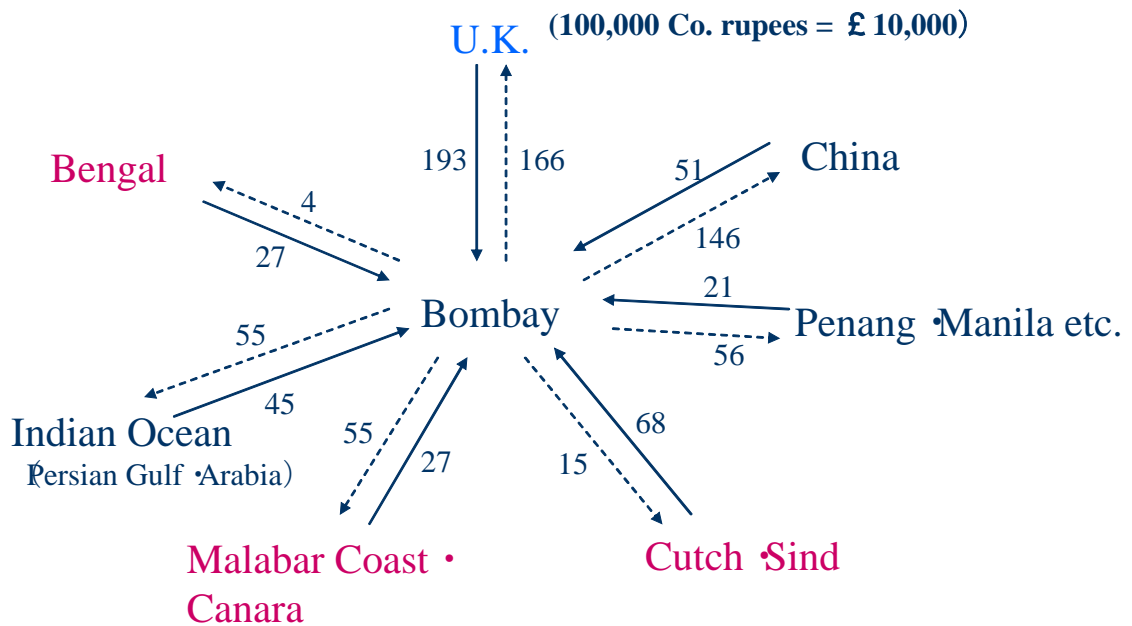 U.K. (100,000 Co. rupees = £10,000)
Bengal
193
166
China
51
4
146
27
21
Bombay
Penang・Manila etc.
55
56
45
Indian Ocean
(Persian Gulf・Arabia)
55
27
68
15
Malabar Coast・
Canara
Cutch・Sind